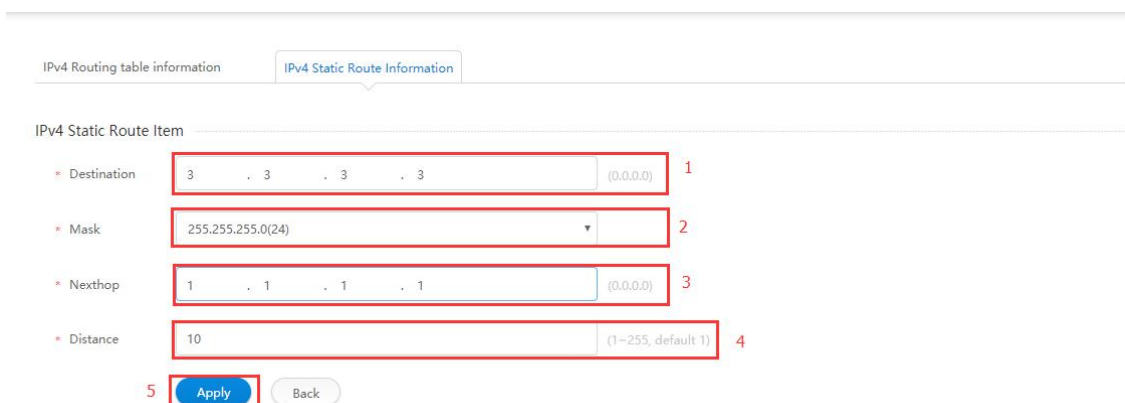 IPv4 Routing table information IPv4 Static Route Information
IPv4 Static Route Item
* Destination 3 . 3 . 3 . 3 (0.0.0.0) 1
* Mask 255.255.255.0(24) 2
* Nexthop 1 . 1 . 1 . 1 (0.0.0.0) 3
* Distance 10 (1~255, default 1) 4
5 Apply Back